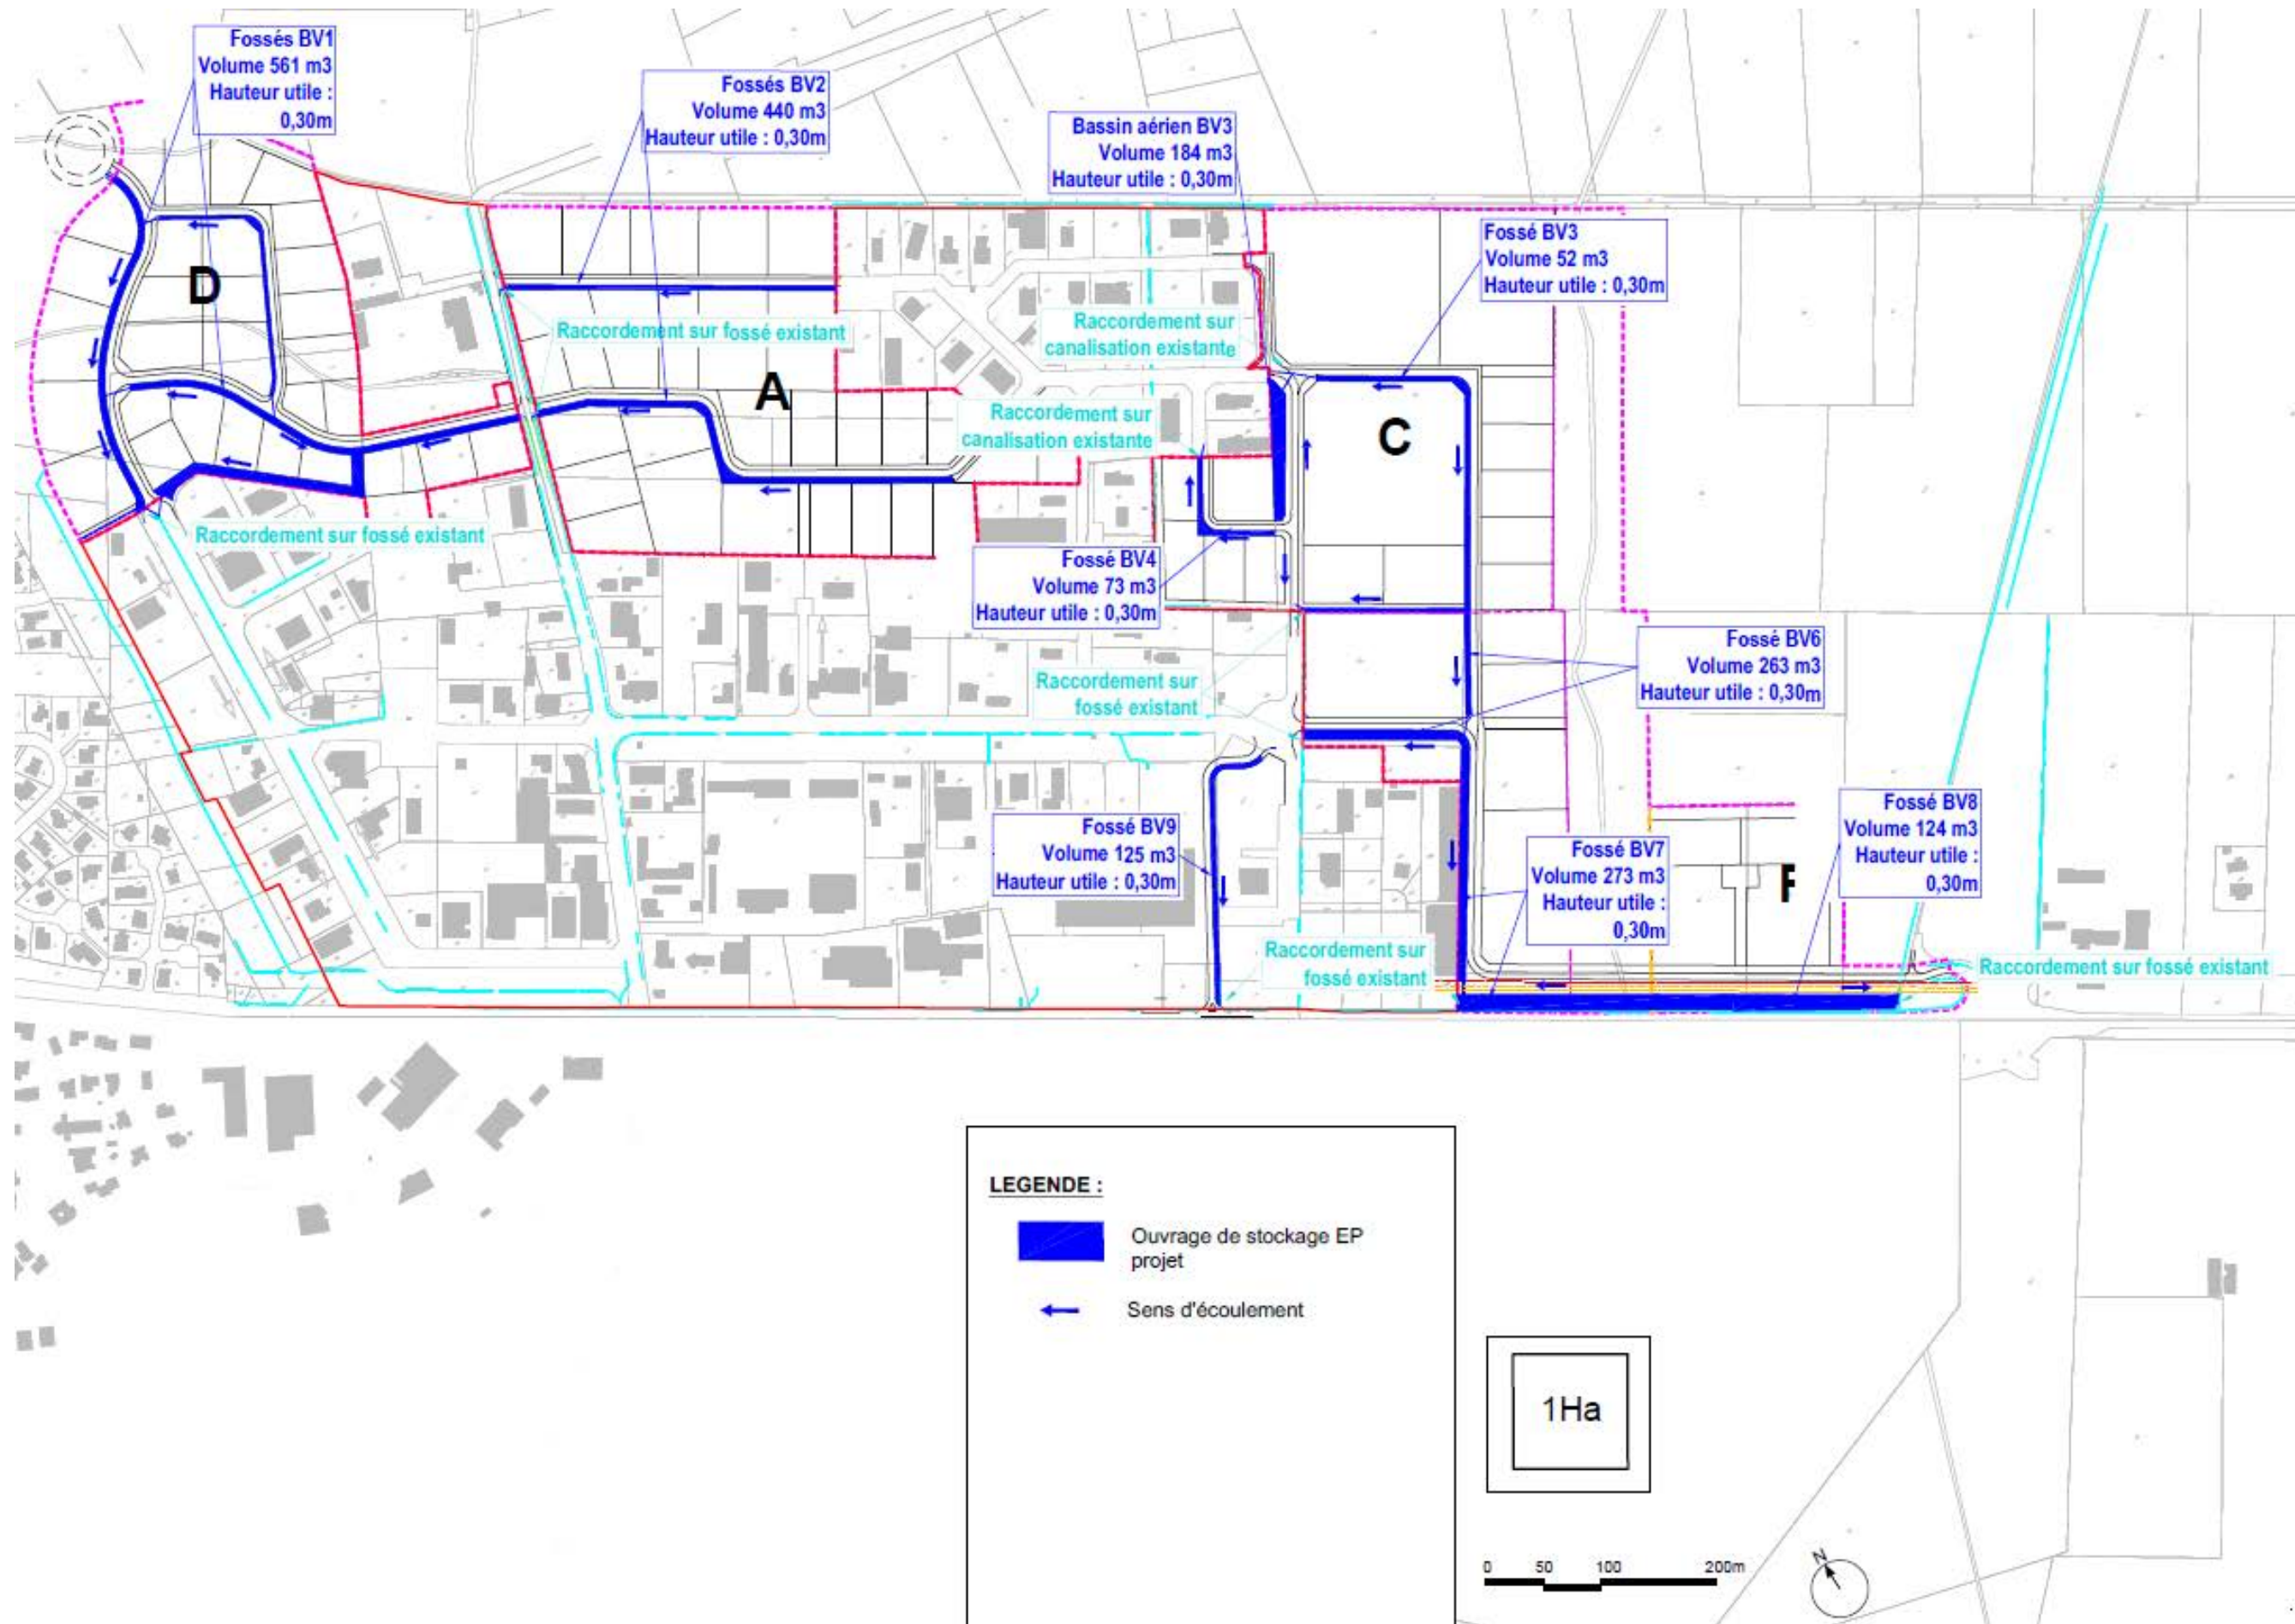 Fossés BV1
Volume 561 m3
Hauteur utile :
0,30m
Fossés BV2
Volume 440 m3
Hauteur utile : 0,30m
Bassin aérien BV3
Volume 184 m3
Hauteur utile : 0,30m
Fossé BV3
Volume 52 m3
Hauteur utile : 0,30m
D
Raccordement sur fossé existant
Raccordement sur
canalisation existante
A
Raccordement sur
canalisation existante
C
Raccordement sur fossé existant
Fossé BV4
Volume 73 m3
Hauteur utile : 0,30m
Fossé BV6
Volume 263 m3
Hauteur utile : 0,30m
Raccordement sur
fossé existant
Fossé BV9
Volume 125 m3
Hauteur utile : 0,30m
Fossé BV7
Volume 273 m3
Hauteur utile :
0,30m
F
Fossé BV8
Volume 124 m3
Hauteur utile :
0,30m
Raccordement sur
fossé existant
Raccordement sur fossé existant
LEGENDE :
Ouvrage de stockage EP
projet
Sens d'écoulement
1Ha
0 50 100 200m
N